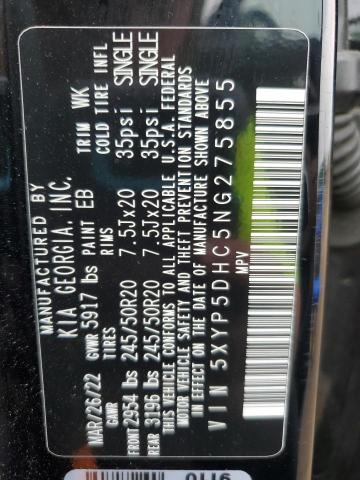 MANUFACTURED BY
KIA GEORGIA, INC.
MAR/26/22 GVWR 5917 lbs PAINT EB TRIM WK
GAWR TIRES RIMS COLD TIRE INFL
FRONT 2954 lbs 245/50R20 7.5Jx20 35psi SINGLE
REAR 3196 lbs 245/50R20 7.5Jx20 35psi SINGLE
THIS VEHICLE CONFORMS TO ALL APPLICABLE U.S.A. FEDERAL
MOTOR VEHICLE SAFETY AND THEFT PREVENTION STANDARDS
IN EFFECT ON THE DATE OF MANUFACTURE SHOWN ABOVE
VIN 5XYP5DHC5NG275855
MPV